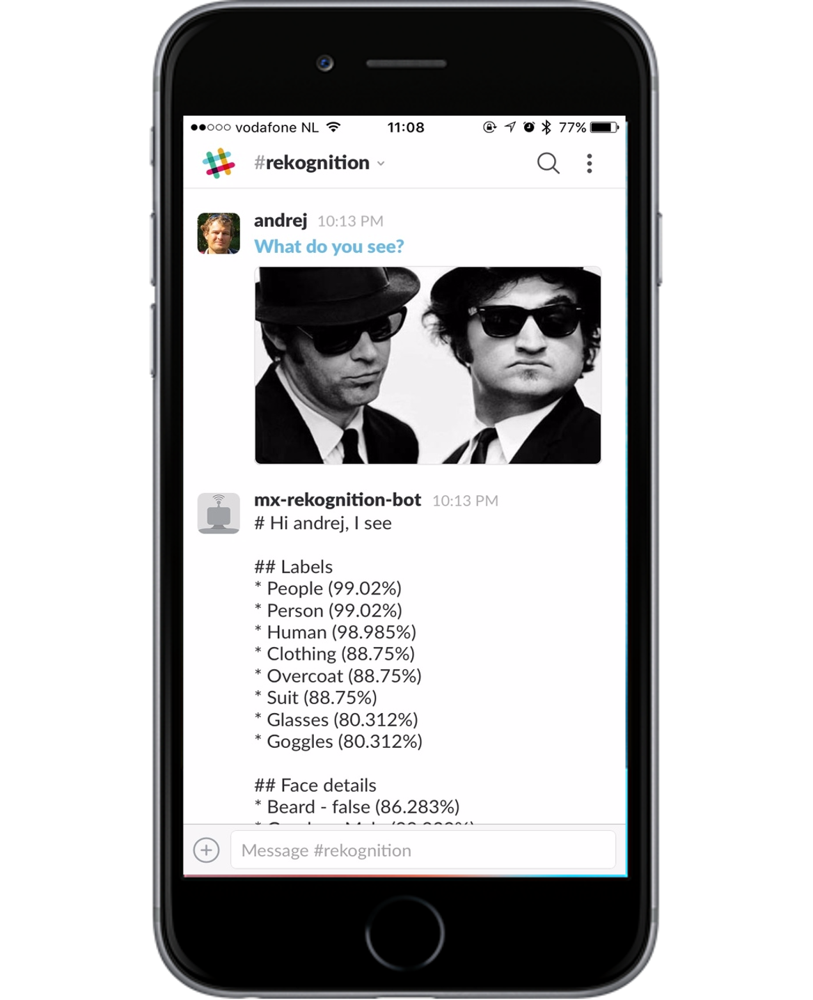 vodafone NL 11:08 77%
#rekognition
andrej 10:13 PM
What do you see?
mx-rekognition-bot 10:13 PM
# Hi andrej, I see
## Labels
* People (99.02%)
* Person (99.02%)
* Human (98.985%)
* Clothing (88.75%)
* Overcoat (88.75%)
* Suit (88.75%)
* Glasses (80.312%)
* Goggles (80.312%)
## Face details
* Beard - false (86.283%)
Message #rekognition